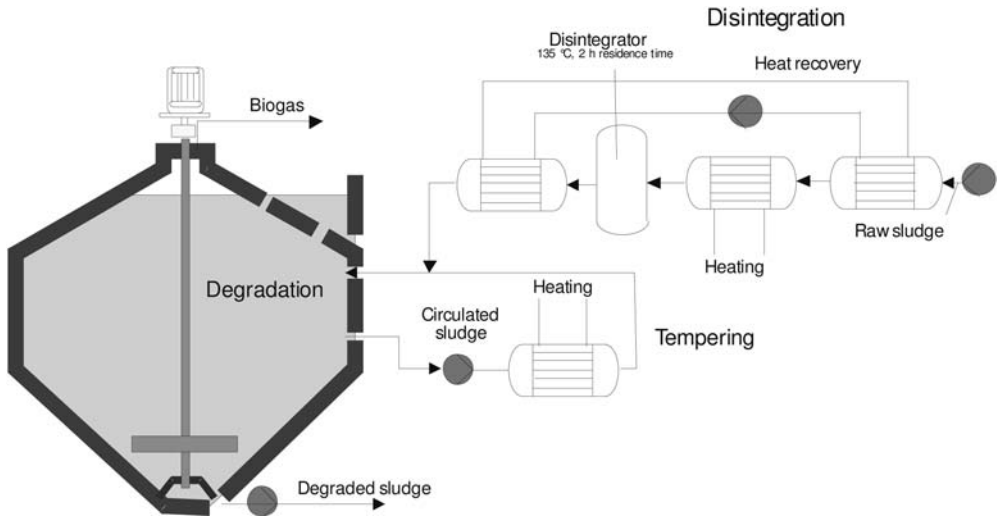 Disintegration
Disintegrator
135 °C, 2 h residence time
Heat recovery
Biogas
Raw sludge
Heating
Degradation
Heating
Circulated
sludge
Tempering
Degraded sludge